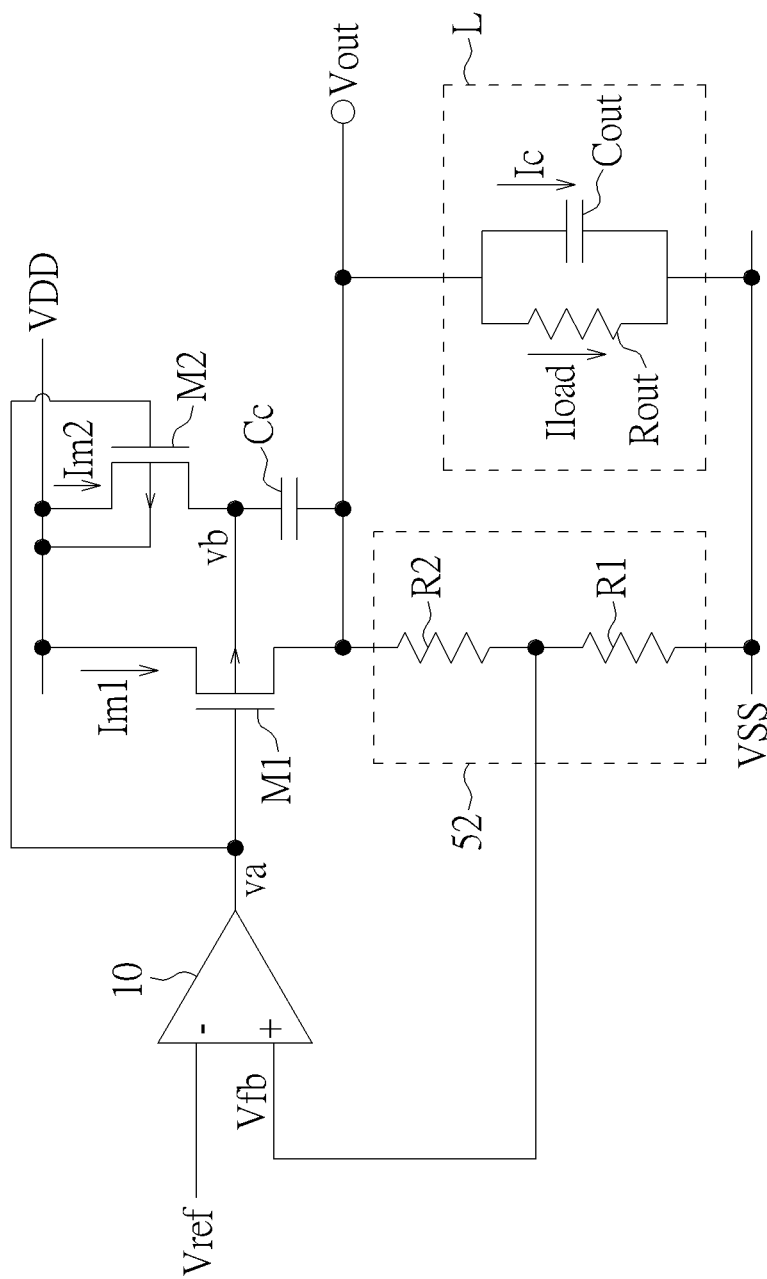 VDD
Im1
Im2
M2
vb
Cc
Vout
M1
va
10
-
+
Vref
Vfb
52
R2
R1
L
Ic
Cout
Iload
Rout
VSS